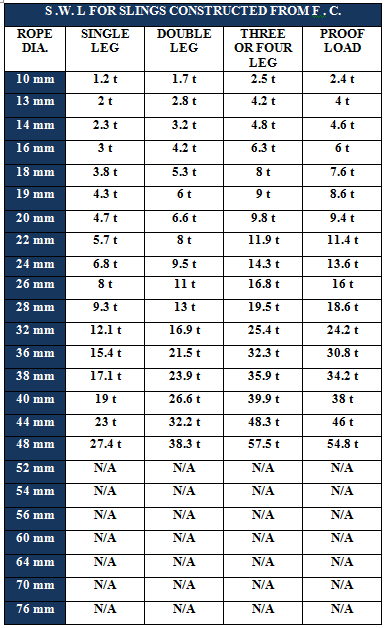 S .W. L FOR SLINGS CONSTRUCTED FROM F . C.
ROPE DIA. SINGLE LEG DOUBLE LEG THREE OR FOUR LEG PROOF LOAD
10 mm 1.2 t 1.7 t 2.5 t 2.4 t
13 mm 2 t 2.8 t 4.2 t 4 t
14 mm 2.3 t 3.2 t 4.8 t 4.6 t
16 mm 3 t 4.2 t 6.3 t 6 t
18 mm 3.8 t 5.3 t 8 t 7.6 t
19 mm 4.3 t 6 t 9 t 8.6 t
20 mm 4.7 t 6.6 t 9.8 t 9.4 t
22 mm 5.7 t 8 t 11.9 t 11.4 t
24 mm 6.8 t 9.5 t 14.3 t 13.6 t
26 mm 8 t 11 t 16.8 t 16 t
28 mm 9.3 t 13 t 19.5 t 18.6 t
32 mm 12.1 t 16.9 t 25.4 t 24.2 t
36 mm 15.4 t 21.5 t 32.3 t 30.8 t
38 mm 17.1 t 23.9 t 35.9 t 34.2 t
40 mm 19 t 26.6 t 39.9 t 38 t
44 mm 23 t 32.2 t 48.3 t 46 t
48 mm 27.4 t 38.3 t 57.5 t 54.8 t
52 mm N/A N/A N/A N/A
54 mm N/A N/A N/A N/A
56 mm N/A N/A N/A N/A
60 mm N/A N/A N/A N/A
64 mm N/A N/A N/A N/A
70 mm N/A N/A N/A N/A
76 mm N/A N/A N/A N/A